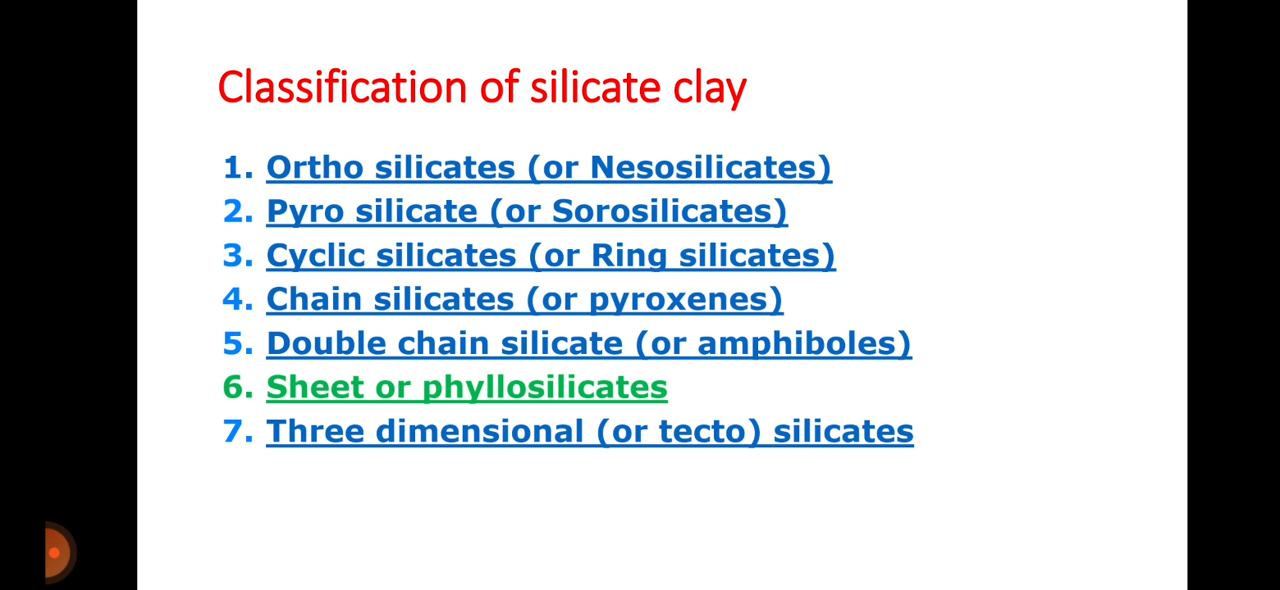 Classification of silicate clay
1. Ortho silicates (or Nesosilicates)
2. Pyro silicate (or Sorosilicates)
3. Cyclic silicates (or Ring silicates)
4. Chain silicates (or pyroxenes)
5. Double chain silicate (or amphiboles)
6. Sheet or phyllosilicates
7. Three dimensional (or tecto) silicates